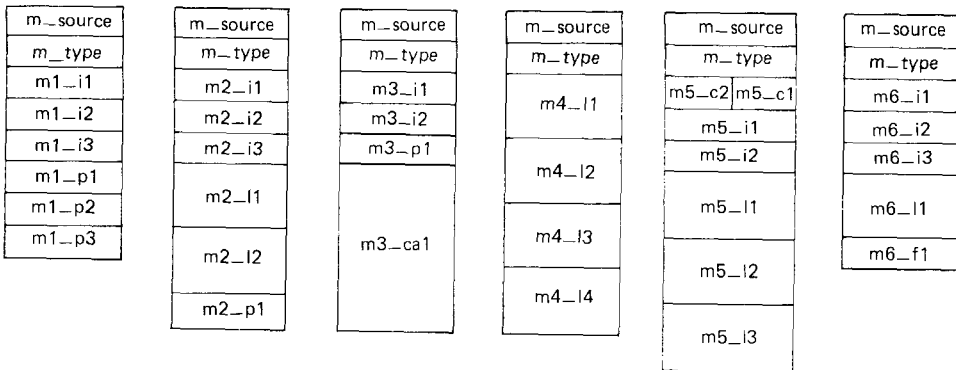 m_source
m_type
m1_i1
m1_i2
m1_i3
m1_p1
m1_p2
m1_p3
m_source
m_type
m2_i1
m2_i2
m2_i3
m2_l1
m2_l2
m2_p1
m_source
m_type
m3_i1
m3_i2
m3_p1
m3_ca1
m_source
m_type
m4_l1
m4_l2
m4_l3
m4_l4
m_source
m_type
m5_c2 m5_c1
m5_i1
m5_i2
m5_l1
m5_l2
m5_l3
m_source
m_type
m6_i1
m6_i2
m6_i3
m6_l1
m6_f1